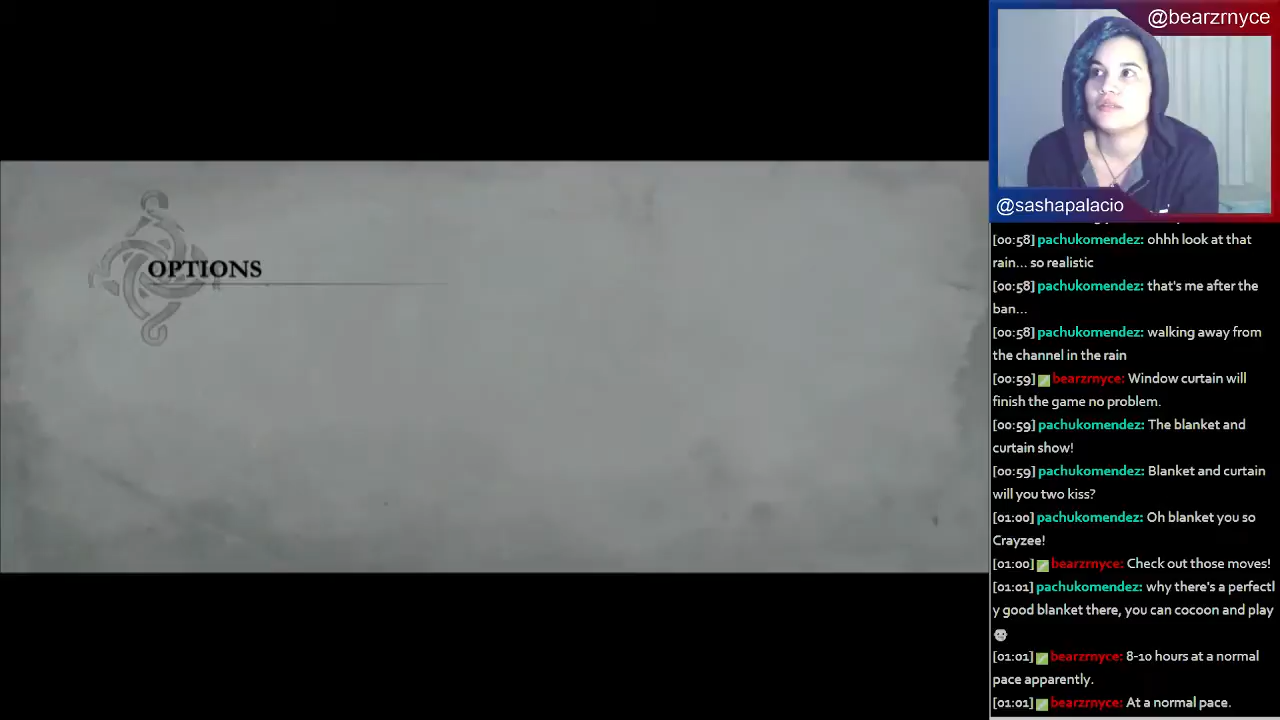 @bearzrnyce
OPTIONS
@sashapalacio
[00:58] pachukomendez: ohhh look at that
rain... so realistic
[00:58] pachukomendez: that's me after the
ban...
[00:58] pachukomendez: walking away from
the channel in the rain
[00:59] bearzrnyce: Window curtain will
finish the game no problem.
[00:59] pachukomendez: The blanket and
curtain show!
[00:59] pachukomendez: Blanket and curtain
will you two kiss?
[01:00] pachukomendez: Oh blanket you so
Crayzee!
[01:00] bearzrnyce: Check out those moves!
[01:01] pachukomendez: why there's a perfectl
y good blanket there, you can cocoon and play
[01:01] bearzrnyce: 8-10 hours at a normal
pace apparently.
[01:01] bearzrnyce: At a normal pace.